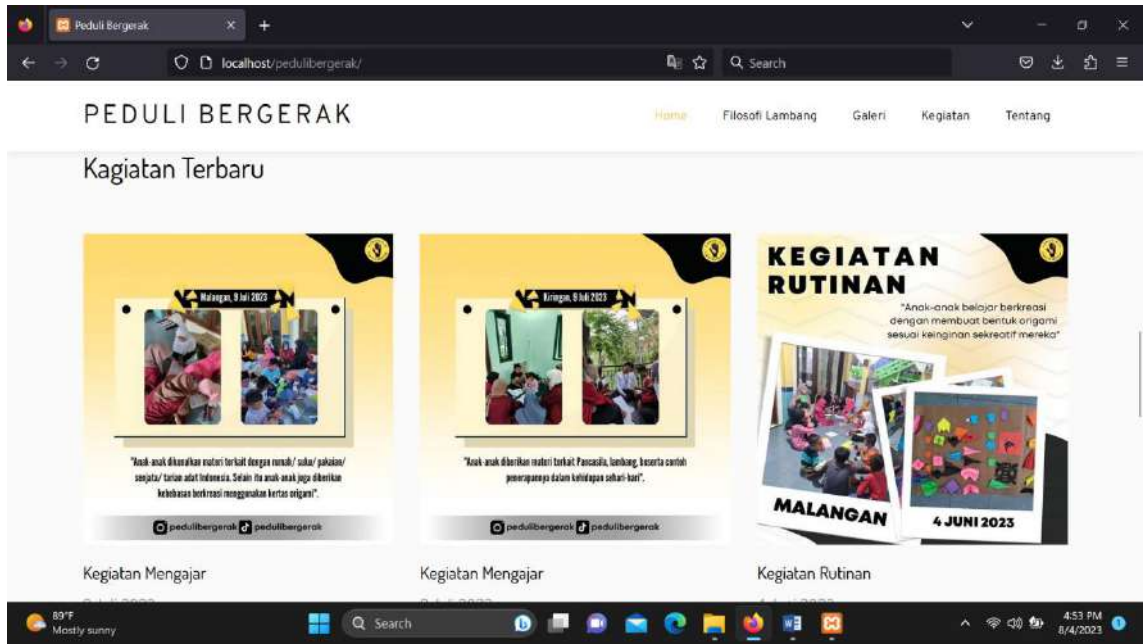 Peduli Bergerak
localhost/pedulibergerak/
Search
PEDULI BERGERAK
Home
Filosofi Lambang
Galeri
Kegiatan
Tentang
Kagiatan Terbaru
Malangan, 9 Juli 2023
"Anak-anak dikenalkan materi terkait dengan rumah/ suku/ pakaian/
senjata/ tarian adat Indonesia. Selain itu anak-anak juga diberikan
kebebasan berkreasi menggunakan kertas origami".
pedulibergerak pedulibergerak
Kegiatan Mengajar
Kiringan, 9 Juli 2023
"Anak-anak diberikan materi terkait Pancasila, lambang, beserta contoh
penerapannya dalam kehidupan sehari-hari".
pedulibergerak pedulibergerak
Kegiatan Mengajar
KEGIATAN
RUTINAN
"Anak-anak belajar berkreasi
dengan membuat bentuk origami
sesuai keinginan sekreatif mereka"
MALANGAN
4 JUNI 2023
Kegiatan Rutinan
89°F
Mostly sunny
Search
4:53 PM
8/4/2023